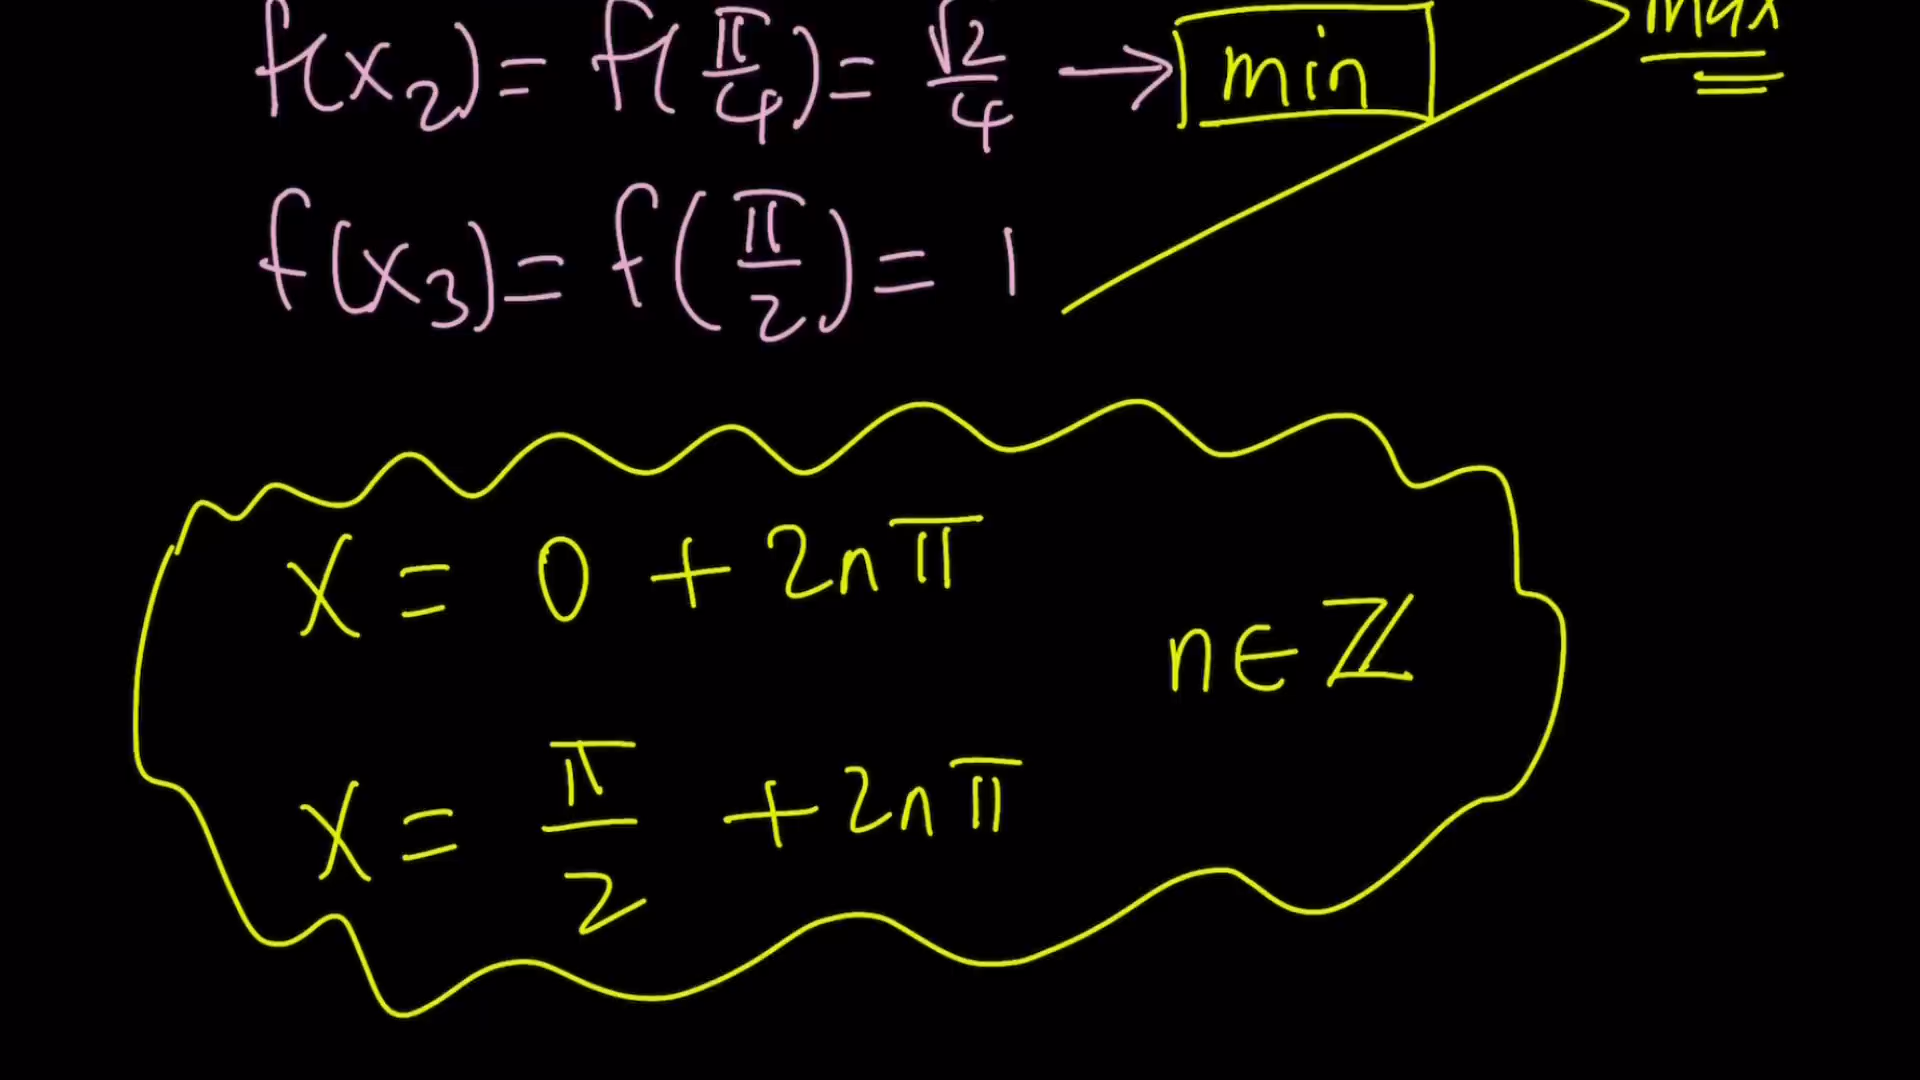 f(x₂) = f(π/4) = √2/4 → min
max
f(x₃) = f(π/2) = 1
x = 0 + 2nπ
n ∈ ℤ
x = π/2 + 2nπ